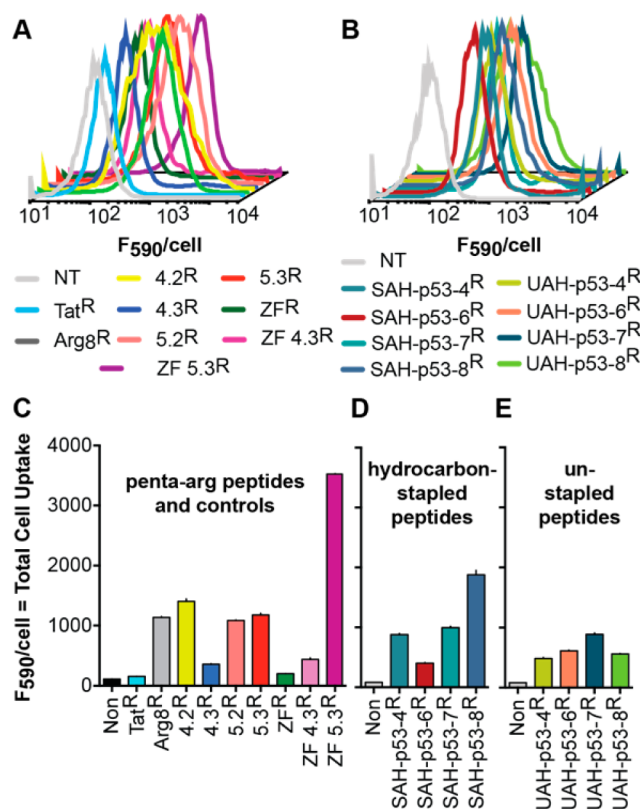 A
B
10¹ 10² 10³ 10⁴
10¹ 10² 10³ 10⁴
F590/cell
F590/cell
NT
4.2R
5.3R
TatR
4.3R
ZFR
Arg8R
5.2R
ZF 4.3R
ZF 5.3R
NT
SAH-p53-4R
UAH-p53-4R
SAH-p53-6R
UAH-p53-6R
SAH-p53-7R
UAH-p53-7R
SAH-p53-8R
UAH-p53-8R
C
D
E
F590/cell = Total Cell Uptake
4000
3000
2000
1000
0
penta-arg peptides
and controls
hydrocarbon-
stapled
peptides
un-
stapled
peptides
Non
TatR
Arg8R
4.2R
4.3R
5.2R
5.3R
ZFR
ZF 4.3R
ZF 5.3R
Non
SAH-p53-4R
SAH-p53-6R
SAH-p53-7R
SAH-p53-8R
Non
UAH-p53-4R
UAH-p53-6R
UAH-p53-7R
UAH-p53-8R